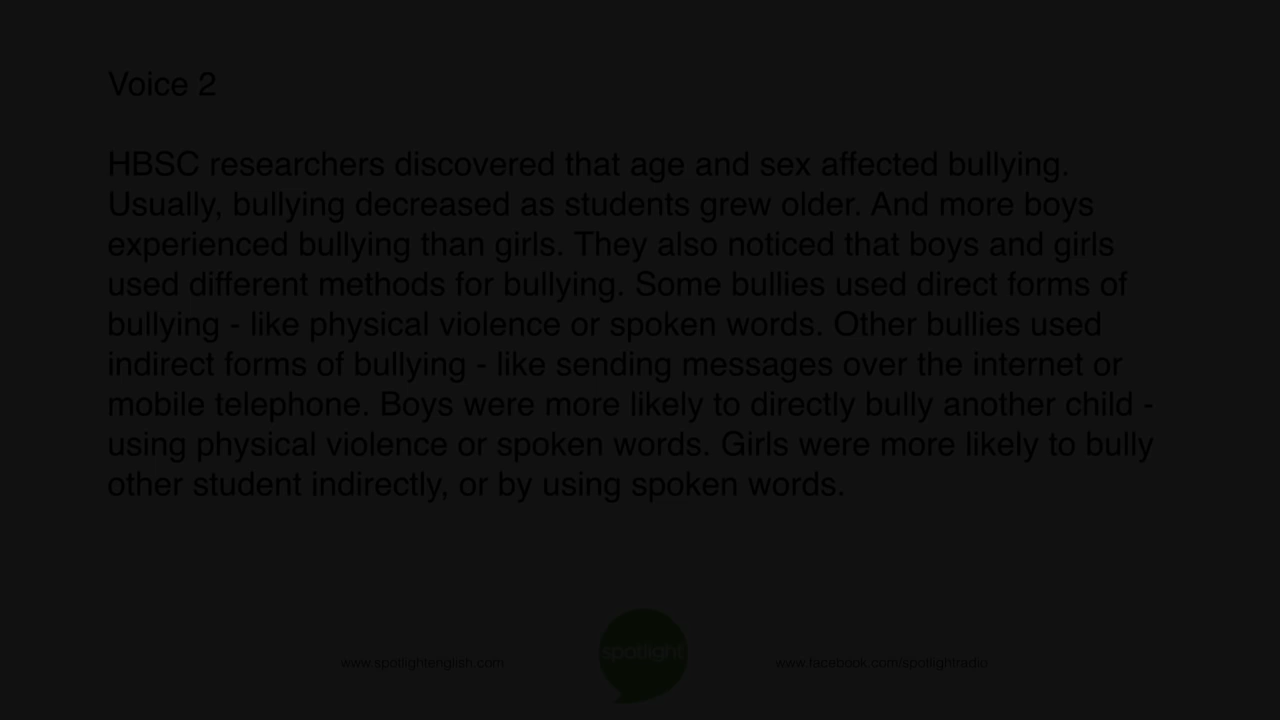 Voice 2
HBSC researchers discovered that age and sex affected bullying.
Usually, bullying decreased as students grew older. And more boys
experienced bullying than girls. They also noticed that boys and girls
used different methods for bullying. Some bullies used direct forms of
bullying - like physical violence or spoken words. Other bullies used
indirect forms of bullying - like sending messages over the internet or
mobile telephone. Boys were more likely to directly bully another child -
using physical violence or spoken words. Girls were more likely to bully
other student indirectly, or by using spoken words.
www.spotlightenglish.com
spotlight
www.facebook.com/spotlightradio